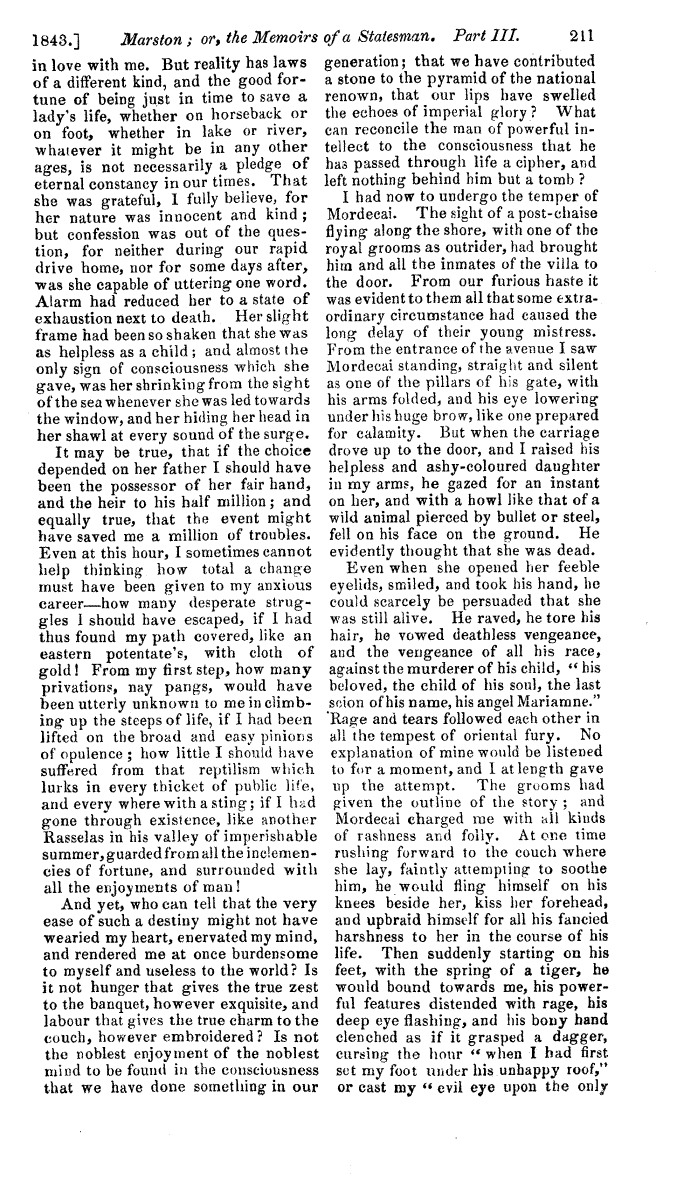 1843.] Marston ; or, the Memoirs of a Statesman. Part III. 211
in love with me. But reality has laws
of a different kind, and the good for-
tune of being just in time to save a
lady's life, whether on horseback or
on foot, whether in lake or river,
whatever it might be in any other
ages, is not necessarily a pledge of
eternal constancy in our times. That
she was grateful, I fully believe, for
her nature was innocent and kind ;
but confession was out of the ques-
tion, for neither during our rapid
drive home, nor for some days after,
was she capable of uttering one word.
Alarm had reduced her to a state of
exhaustion next to death. Her slight
frame had been so shaken that she was
as helpless as a child ; and almost the
only sign of consciousness which she
gave, was her shrinking from the sight
of the sea whenever she was led towards
the window, and her hiding her head in
her shawl at every sound of the surge.
It may be true, that if the choice
depended on her father I should have
been the possessor of her fair hand,
and the heir to his half million ; and
equally true, that the event might
have saved me a million of troubles.
Even at this hour, I sometimes cannot
help thinking how total a change
must have been given to my anxious
career—how many desperate strug-
gles I should have escaped, if I had
thus found my path covered, like an
eastern potentate's, with cloth of
gold! From my first step, how many
privations, nay pangs, would have
been utterly unknown to me in climb-
ing up the steeps of life, if I had been
lifted on the broad and easy pinions
of opulence ; how little I should have
suffered from that reptilism which
lurks in every thicket of public life,
and every where with a sting ; if I had
gone through existence, like another
Rasselas in his valley of imperishable
summer, guarded from all the inclemen-
cies of fortune, and surrounded with
all the enjoyments of man!
And yet, who can tell that the very
ease of such a destiny might not have
wearied my heart, enervated my mind,
and rendered me at once burdensome
to myself and useless to the world? Is
it not hunger that gives the true zest
to the banquet, however exquisite, and
labour that gives the true charm to the
couch, however embroidered? Is not
the noblest enjoyment of the noblest
mind to be found in the consciousness
that we have done something in our
generation ; that we have contributed
a stone to the pyramid of the national
renown, that our lips have swelled
the echoes of imperial glory? What
can reconcile the man of powerful in-
tellect to the consciousness that he
has passed through life a cipher, and
left nothing behind him but a tomb?
I had now to undergo the temper of
Mordecai. The sight of a post-chaise
flying along the shore, with one of the
royal grooms as outrider, had brought
him and all the inmates of the villa to
the door. From our furious haste it
was evident to them all that some extra-
ordinary circumstance had caused the
long delay of their young mistress.
From the entrance of the avenue I saw
Mordecai standing, straight and silent
as one of the pillars of his gate, with
his arms folded, and his eye lowering
under his huge brow, like one prepared
for calamity. But when the carriage
drove up to the door, and I raised his
helpless and ashy-coloured daughter
in my arms, he gazed for an instant
on her, and with a howl like that of a
wild animal pierced by bullet or steel,
fell on his face on the ground. He
evidently thought that she was dead.
Even when she opened her feeble
eyelids, smiled, and took his hand, he
could scarcely be persuaded that she
was still alive. He raved, he tore his
hair, he vowed deathless vengeance,
and the vengeance of all his race,
against the murderer of his child, “ his
beloved, the child of his soul, the last
scion of his name, his angel Mariamne.”
Rage and tears followed each other in
all the tempest of oriental fury. No
explanation of mine would be listened
to for a moment, and I at length gave
up the attempt. The grooms had
given the outline of the story ; and
Mordecai charged me with all kinds
of rashness and folly. At one time
rushing forward to the couch where
she lay, faintly attempting to soothe
him, he would fling himself on his
knees beside her, kiss her forehead,
and upbraid himself for all his fancied
harshness to her in the course of his
life. Then suddenly starting on his
feet, with the spring of a tiger, he
would bound towards me, his power-
ful features distended with rage, his
deep eye flashing, and his bony hand
clenched as if it grasped a dagger,
cursing the hour “ when I had first
set my foot under his unhappy roof,”
or cast my “ evil eye upon the only